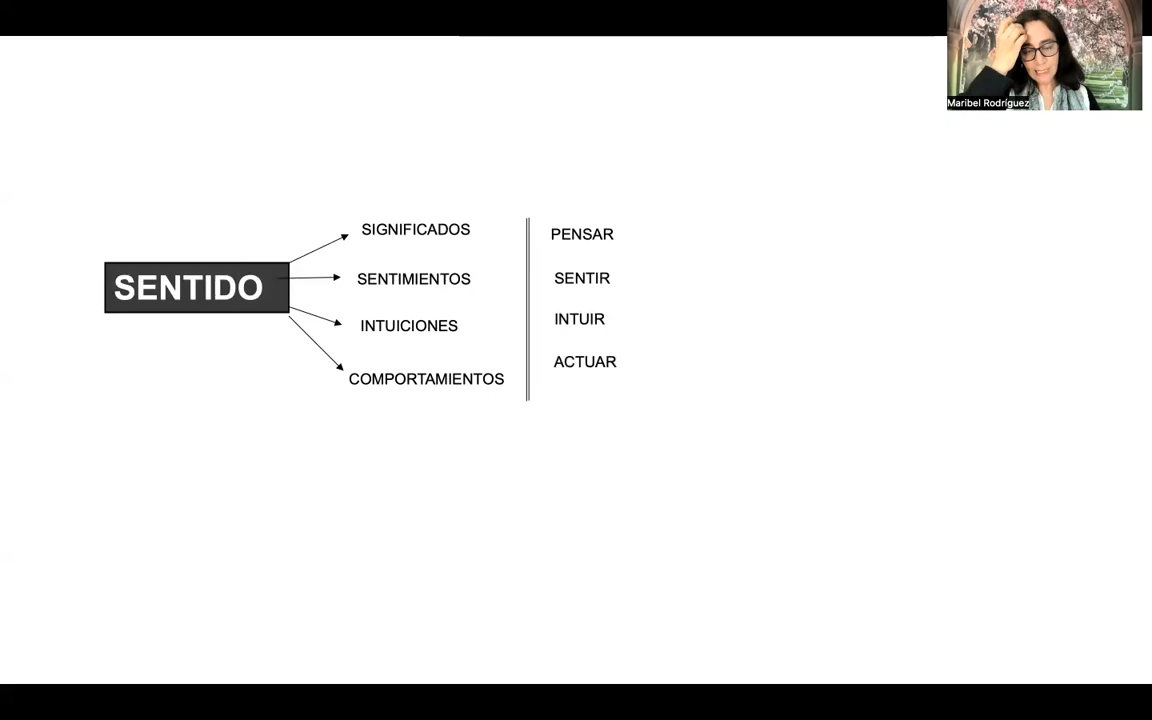 Maribel Rodríguez
SENTIDO
SIGNIFICADOS
SENTIMIENTOS
INTUICIONES
COMPORTAMIENTOS
PENSAR
SENTIR
INTUIR
ACTUAR